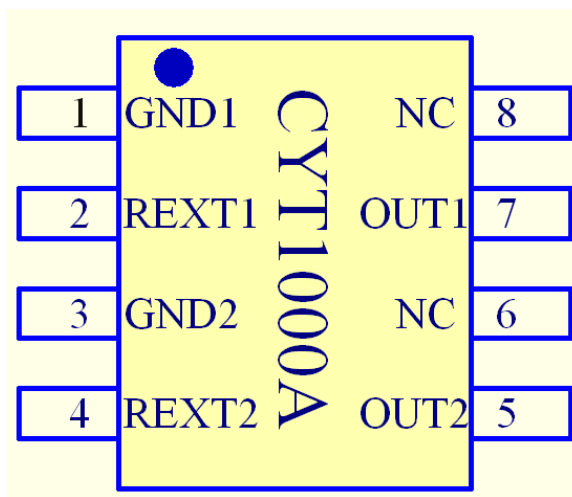 1 GND1 NC 8
2 REXT1 OUT1 7
3 GND2 NC 6
4 REXT2 OUT2 5
CYT1000A